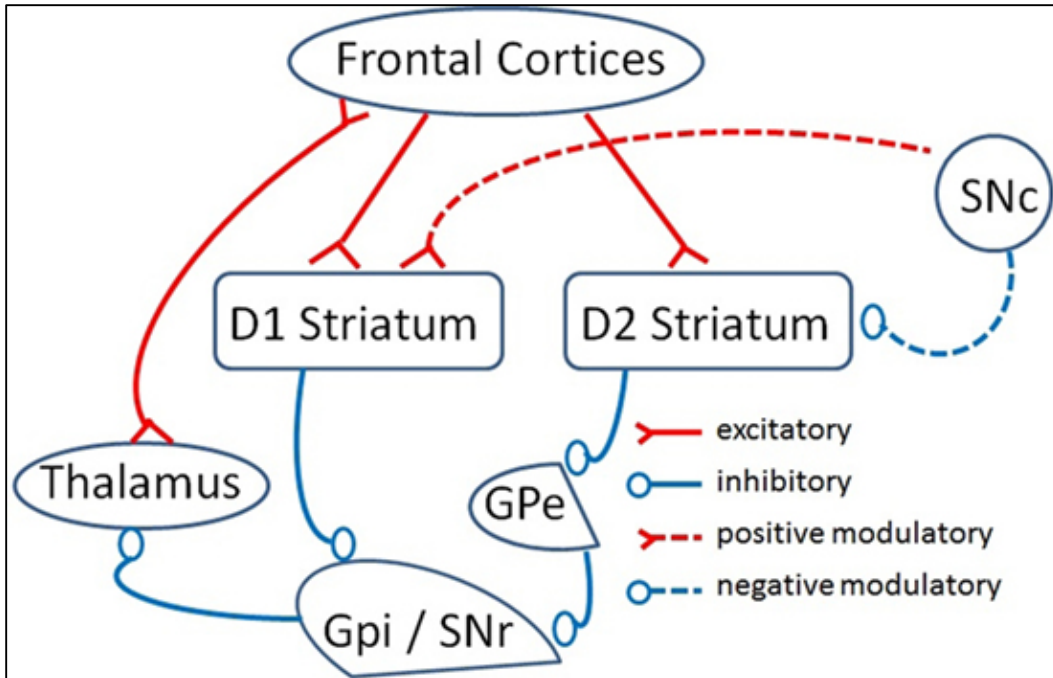 Frontal Cortices
SNc
D1 Striatum
D2 Striatum
Thalamus
GPe
Gpi / SNr
excitatory
inhibitory
positive modulatory
negative modulatory